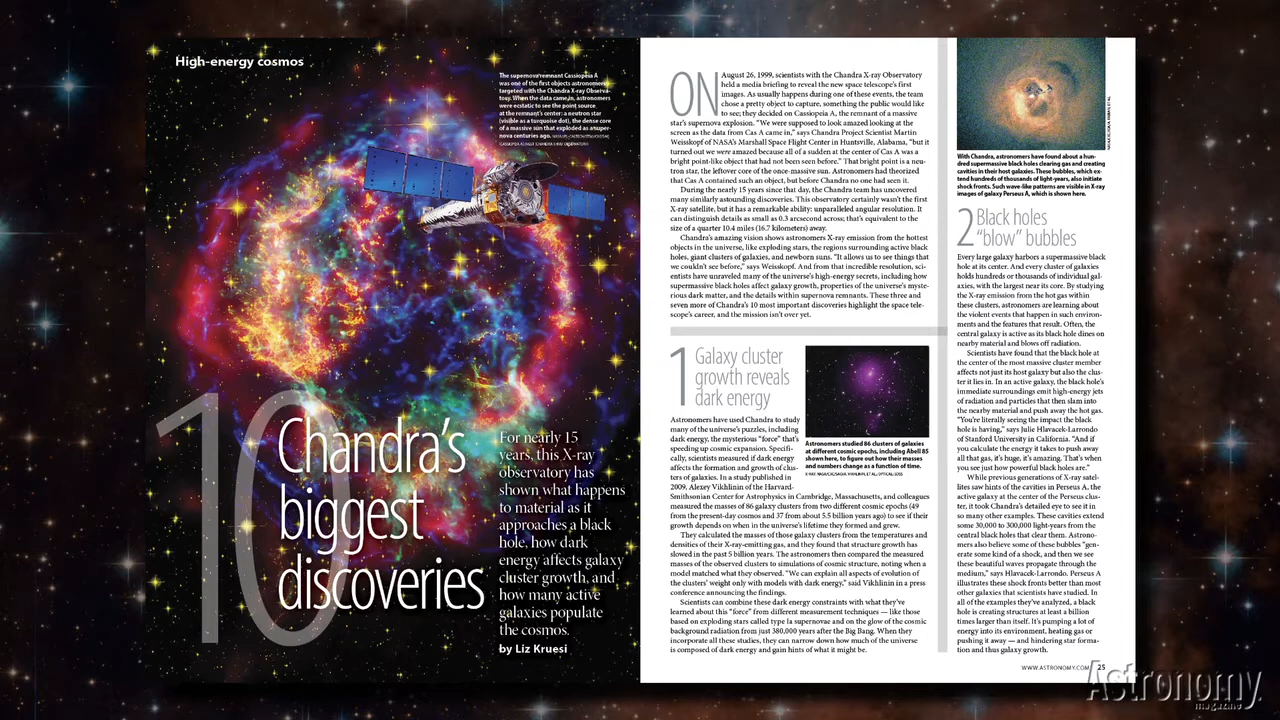 High-energy cosmos
The supernova remnant Cassiopeia A
was one of the first objects astronomers
targeted with the Chandra X-ray Observa-
tory. When the data came in, astronomers
were ecstatic to see the point source
at the remnant's center: a neutron star
(visible as a turquoise dot), the dense core
of a massive sun that exploded as a super-
nova centuries ago.
10 Chandra's
biggest
discoveries
For nearly 15
years, this X-ray
observatory has
shown what happens
to material as it
approaches a black
hole, how dark
energy affects galaxy
cluster growth, and
how many active
galaxies populate
the cosmos.
by Liz Kruesi
ON August 26, 1999, scientists with the Chandra X-ray Observatory
held a media briefing to reveal the new space telescope's first
images. As usually happens during one of these events, the team
chose a pretty object to capture, something the public would like
to see; they decided on Cassiopeia A, the remnant of a massive
star's supernova explosion. "We were supposed to look amazed looking at the
screen as the data from Cas A came in," says Chandra Project Scientist Martin
Weisskopf of NASA's Marshall Space Flight Center in Huntsville, Alabama, "but it
turned out we were amazed because all of a sudden at the center of Cas A was a
bright point-like object that had not been seen before." That bright point is a neu-
tron star, the leftover core of the once-massive sun. Astronomers had theorized
that Cas A contained such an object, but before Chandra no one had seen it.
During the nearly 15 years since that day, the Chandra team has uncovered
many similarly astounding discoveries. This observatory certainly wasn't the first
X-ray satellite, but it has a remarkable ability: unparalleled angular resolution. It
can distinguish details as small as 0.3 arcsecond across; that's equivalent to the
size of a quarter 10.4 miles (16.7 kilometers) away.
Chandra's amazing vision shows astronomers X-ray emission from the hottest
objects in the universe, like exploding stars, the regions surrounding active black
holes, giant clusters of galaxies, and newborn suns. "It allows us to see things that
we couldn't see before," says Weisskopf. And from that incredible resolution, sci-
entists have unraveled many of the universe's high-energy secrets, including how
supermassive black holes affect galaxy growth, properties of the universe's myste-
rious dark matter, and the details within supernova remnants. These three and
seven more of Chandra's 10 most important discoveries highlight the space tele-
scope's career, and the mission isn't over yet.
1 Galaxy cluster
growth reveals
dark energy
Astronomers have used Chandra to study
many of the universe's puzzles, including
dark energy, the mysterious "force" that's
speeding up cosmic expansion. Specifi-
cally, scientists measured if dark energy
affects the formation and growth of clus-
ters of galaxies. In a study published in
2009, Alexey Vikhlinin of the Harvard-
Smithsonian Center for Astrophysics in Cambridge, Massachusetts, and colleagues
measured the masses of 86 galaxy clusters from two different cosmic epochs (49
from the present-day cosmos and 37 from about 5.5 billion years ago) to see if their
growth depends on when in the universe's lifetime they formed and grew.
They calculated the masses of those clusters from the temperatures and
densities of their X-ray-emitting gas, and they found that structure growth has
slowed in the past 5 billion years. The astronomers then compared the measured
masses of the observed clusters to simulations of cosmic structure, noting when a
model matched what they observed. "We can explain all aspects of evolution of
the clusters' weight only with models with dark energy," said Vikhlinin in a press
conference announcing the findings.
Scientists can combine these dark energy constraints with what they've
learned about this "force" from different measurement techniques — like those
based on exploding stars called type Ia supernovae and on the glow of the cosmic
background radiation from just 380,000 years after the Big Bang. When they
incorporate all these studies, they can narrow down how much of the universe
is composed of dark energy and gain hints of what it might be.
Astronomers studied 86 clusters of galaxies
at different cosmic epochs, including Abell 85
shown here, to figure out how their masses
and numbers change as a function of time.
With Chandra, astronomers have found about a hun-
dred supermassive black holes clearing gas and creating
cavities in their host galaxies. These bubbles, which ex-
tend hundreds of thousands of light-years, also initiate
shock fronts. Such wave-like patterns are visible in X-ray
images of galaxy Perseus A, which is shown here.
2 Black holes
"blow" bubbles
Every large galaxy harbors a supermassive black
hole at its center. And every cluster of galaxies
holds hundreds or thousands of individual gal-
axies, with the largest near its core. By studying
the X-ray emission from the hot gas within
these clusters, astronomers are learning about
the violent events that happen in such environ-
ments and the features that result. Often, the
central galaxy is active as its black hole dines on
nearby material and blows off radiation.
Scientists have found that the black hole at
the center of the most massive cluster member
affects not just its host galaxy but also the clus-
ter it lies in. In an active galaxy, the black hole's
immediate surroundings emit high-energy jets
of radiation and particles that then slam into
the nearby material and push away the hot gas.
"You're literally seeing the impact the black
hole is having," says Julie Hlavacek-Larrondo
of Stanford University in California. "And if
you calculate the energy it takes to push away
all that gas, it's huge, it's amazing. That's when
you see just how powerful black holes are."
While previous generations of X-ray satel-
lites saw hints of the cavities in Perseus A, the
active galaxy at the center of the Perseus clus-
ter, it took Chandra's detailed eye to see it in
so many other examples. These cavities extend
some 30,000 to 300,000 light-years from the
central black holes that clear them. Astrono-
mers also believe some of these bubbles "gen-
erate some kind of a shock, and then we see
these beautiful waves propagate through the
medium," says Hlavacek-Larrondo. Perseus A
illustrates these shock fronts better than most
other galaxies that scientists have studied. In
all of the examples they've analyzed, a black
hole is creating structures at least a billion
times larger than itself. It's pumping a lot of
energy into its environment, heating gas or
pushing it away — and hindering star forma-
tion and thus galaxy growth.
WWW.ASTRONOMY.COM 25
Astronomy
magazine